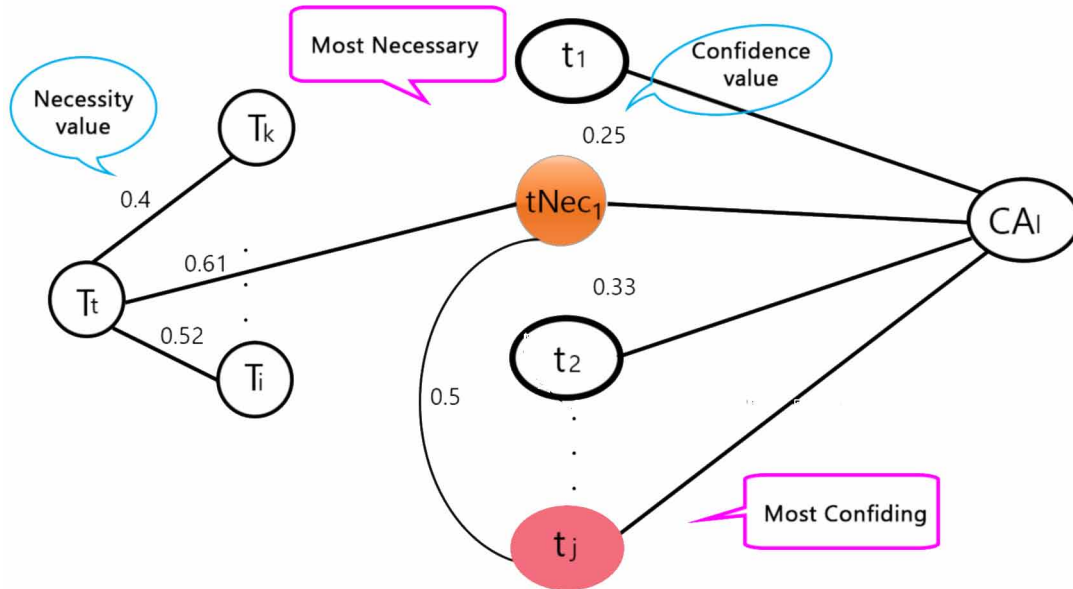 Most Necessary
t1
Confidence
value
Necessity
value
Tk
0.25
0.4
tNec1
CAl
0.61
Tt
0.33
0.52
t2
Ti
0.5
Most Confiding
tj